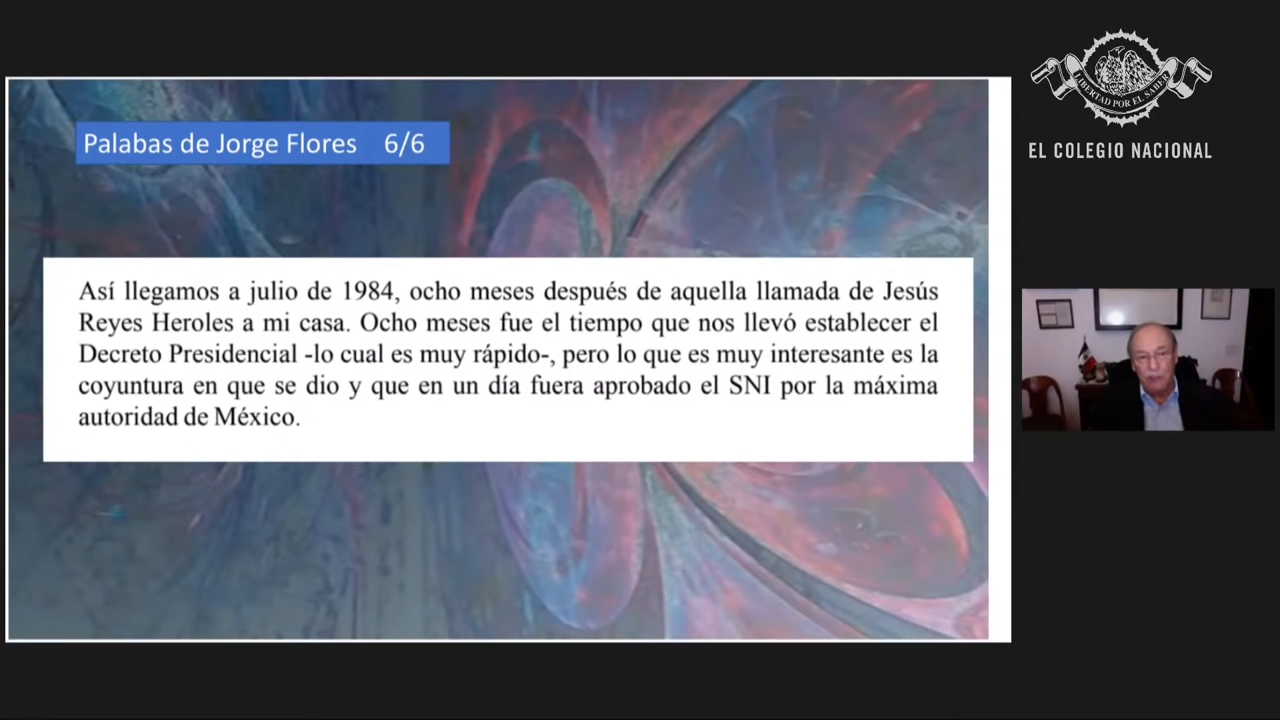 Palabas de Jorge Flores 6/6
Así llegamos a julio de 1984, ocho meses después de aquella llamada de Jesús
Reyes Heroles a mi casa. Ocho meses fue el tiempo que nos llevó establecer el
Decreto Presidencial -lo cual es muy rápido-, pero lo que es muy interesante es la
coyuntura en que se dio y que en un día fuera aprobado el SNI por la máxima
autoridad de México.
LIBERTAD POR EL SABER
EL COLEGIO NACIONAL